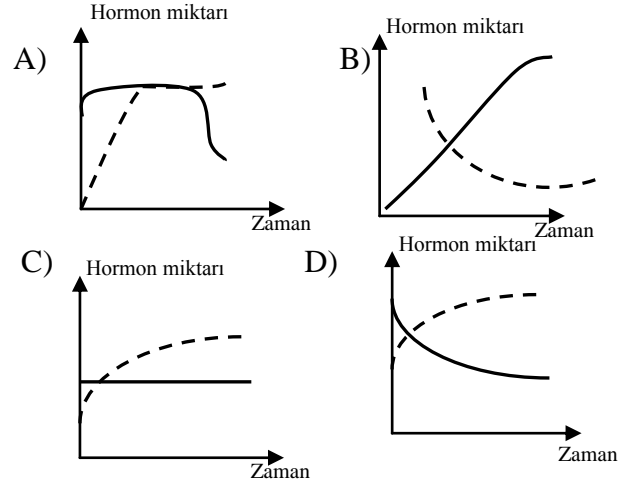 A)
Hormon miktarı
Zaman
B)
Hormon miktarı
Zaman
C)
Hormon miktarı
Zaman
D)
Hormon miktarı
Zaman